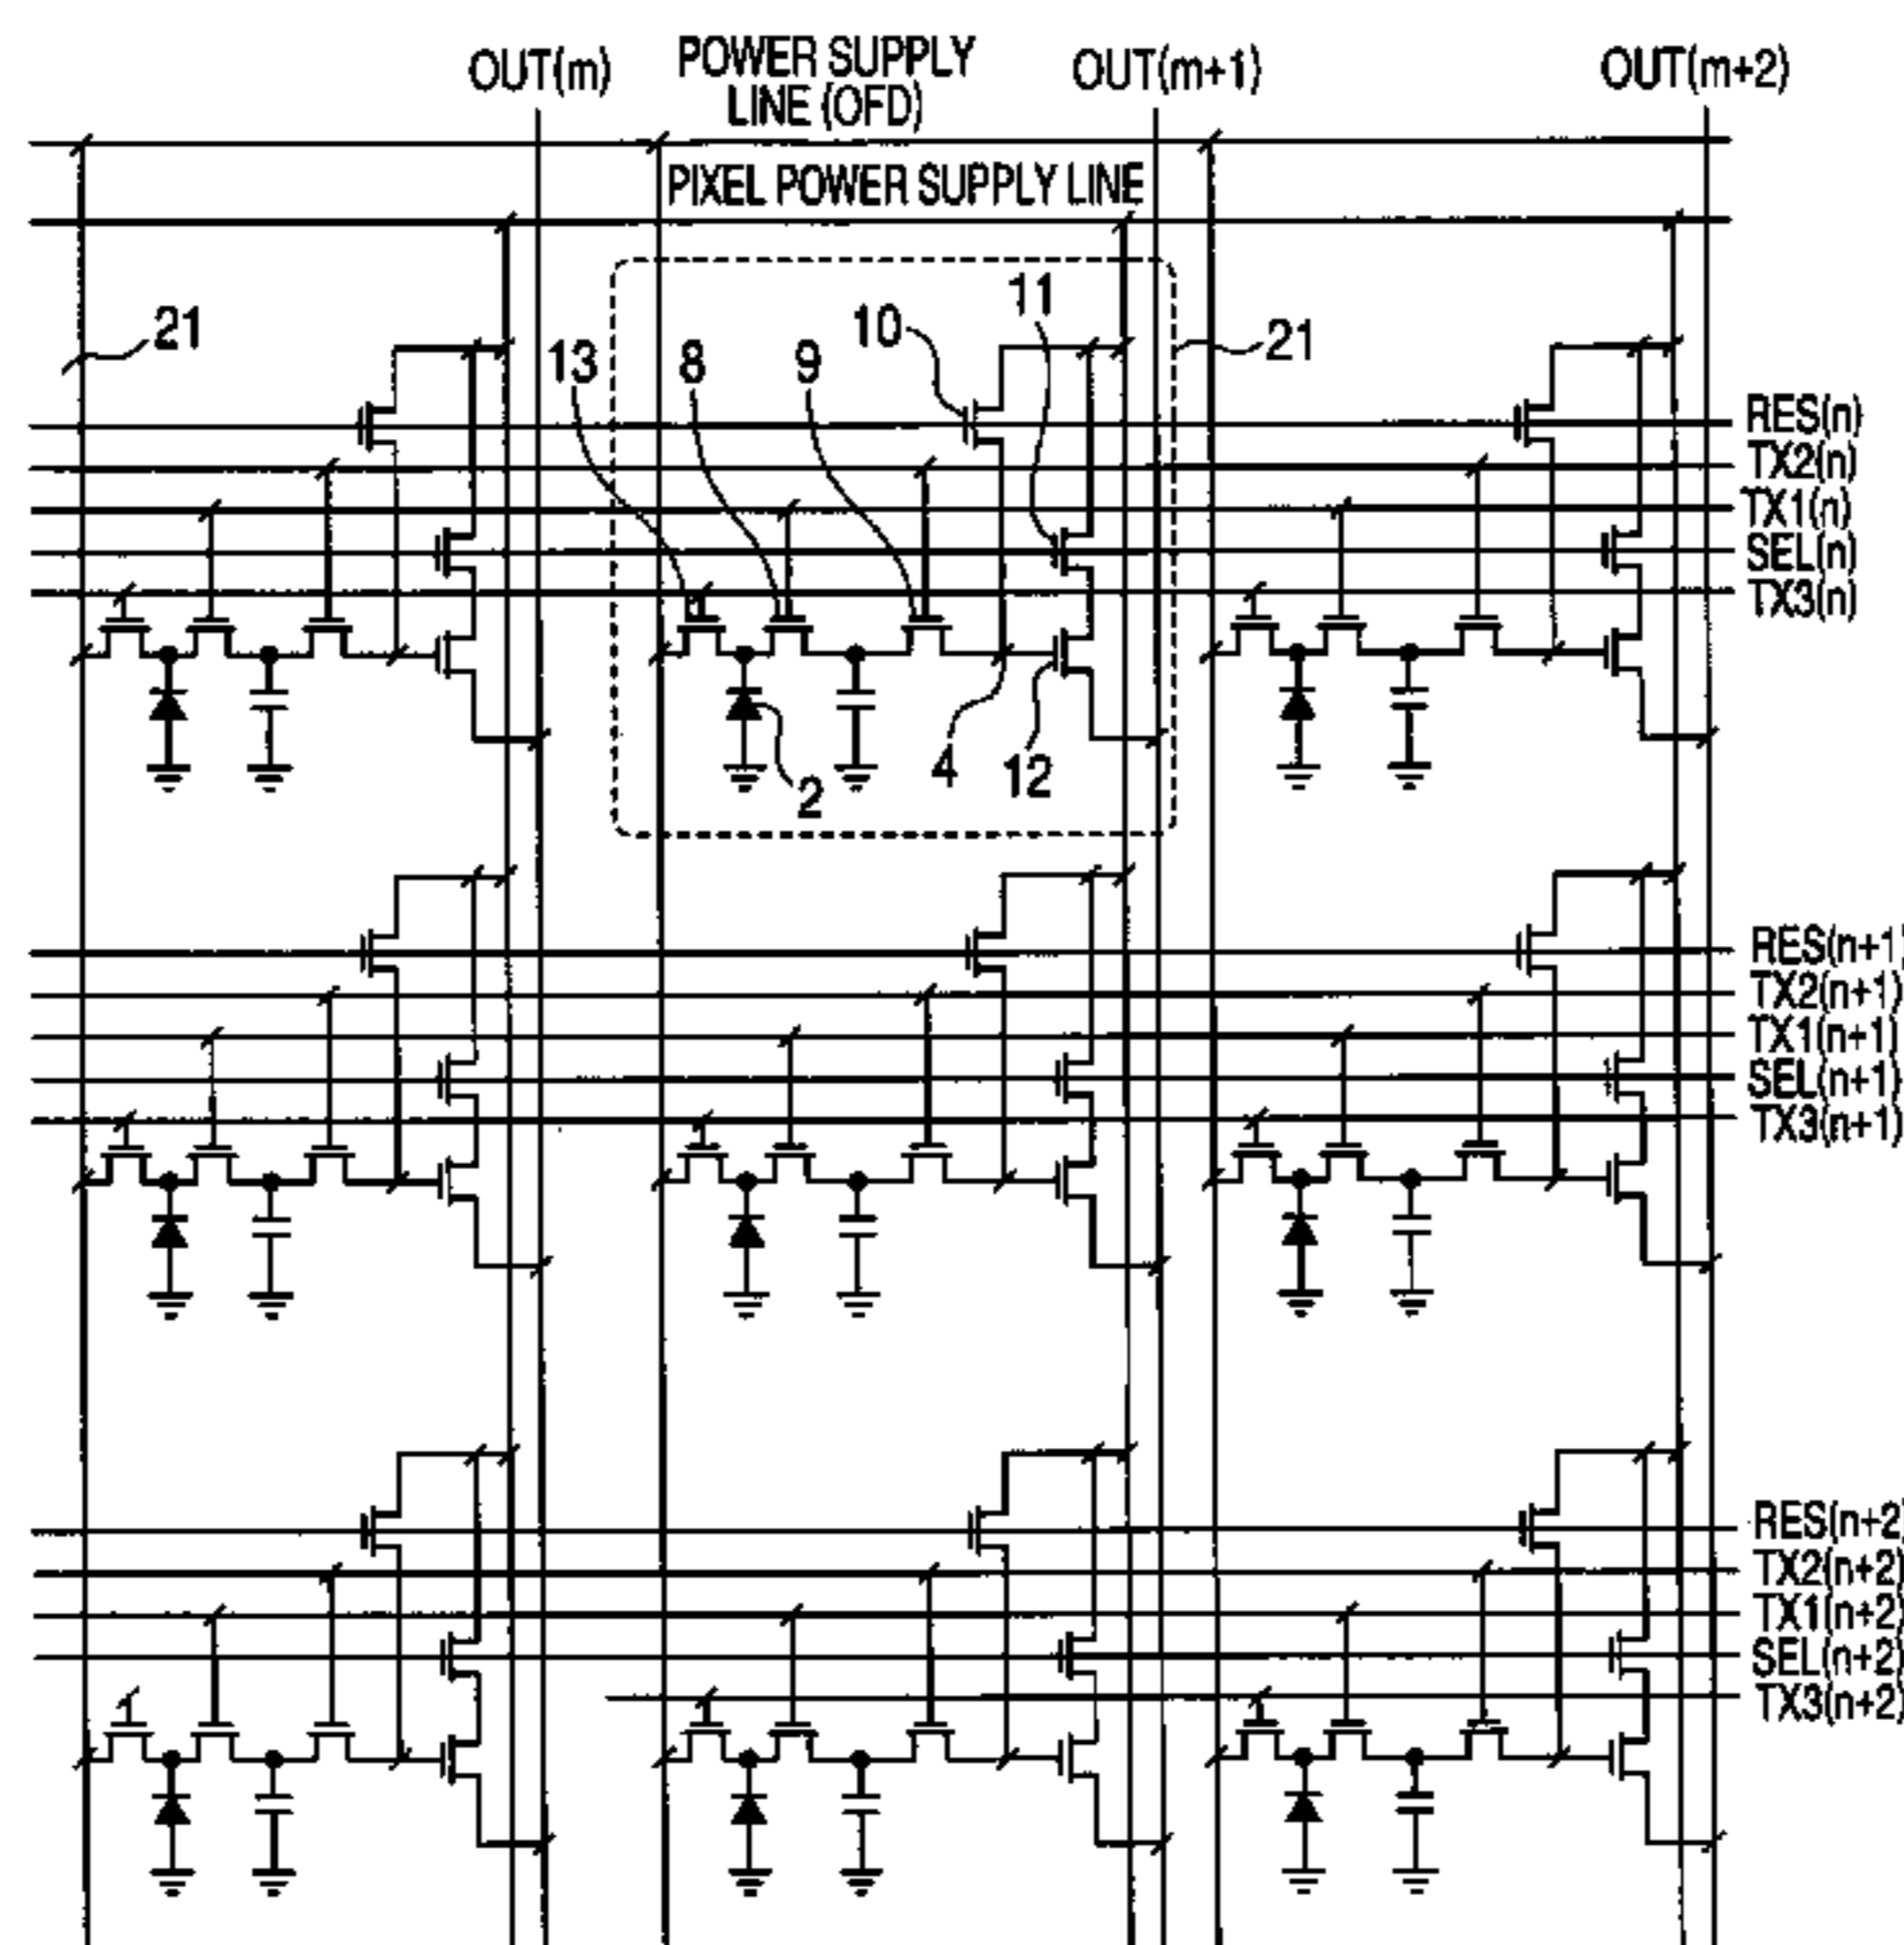 OUT(m)
POWER SUPPLY
LINE (OFD)
OUT(m+1)
OUT(m+2)
PIXEL POWER SUPPLY LINE
21
13
8
9
10
11
21
RES(n)
TX2(n)
TX1(n)
SEL(n)
TX3(n)
2
4
12
RES(n+1)
TX2(n+1)
TX1(n+1)
SEL(n+1)
TX3(n+1)
RES(n+2)
TX2(n+2)
TX1(n+2)
SEL(n+2)
TX3(n+2)